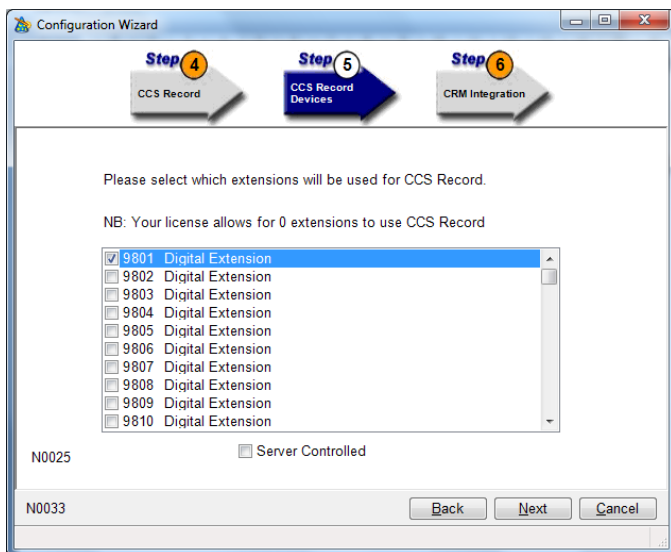 Configuration Wizard
Step 4
CCS Record
Step 5
CCS Record
Devices
Step 6
CRM Integration
Please select which extensions will be used for CCS Record.
NB: Your license allows for 0 extensions to use CCS Record
9801 Digital Extension
9802 Digital Extension
9803 Digital Extension
9804 Digital Extension
9805 Digital Extension
9806 Digital Extension
9807 Digital Extension
9808 Digital Extension
9809 Digital Extension
9810 Digital Extension
Server Controlled
N0025
N0033
Back Next Cancel